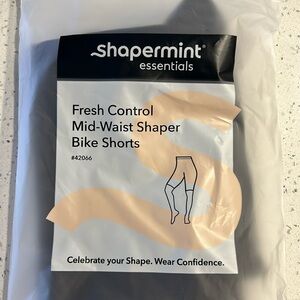 shapermint®
essentials
Fresh Control
Mid-Waist Shaper
Bike Shorts
#42066
Celebrate your Shape. Wear Confidence.